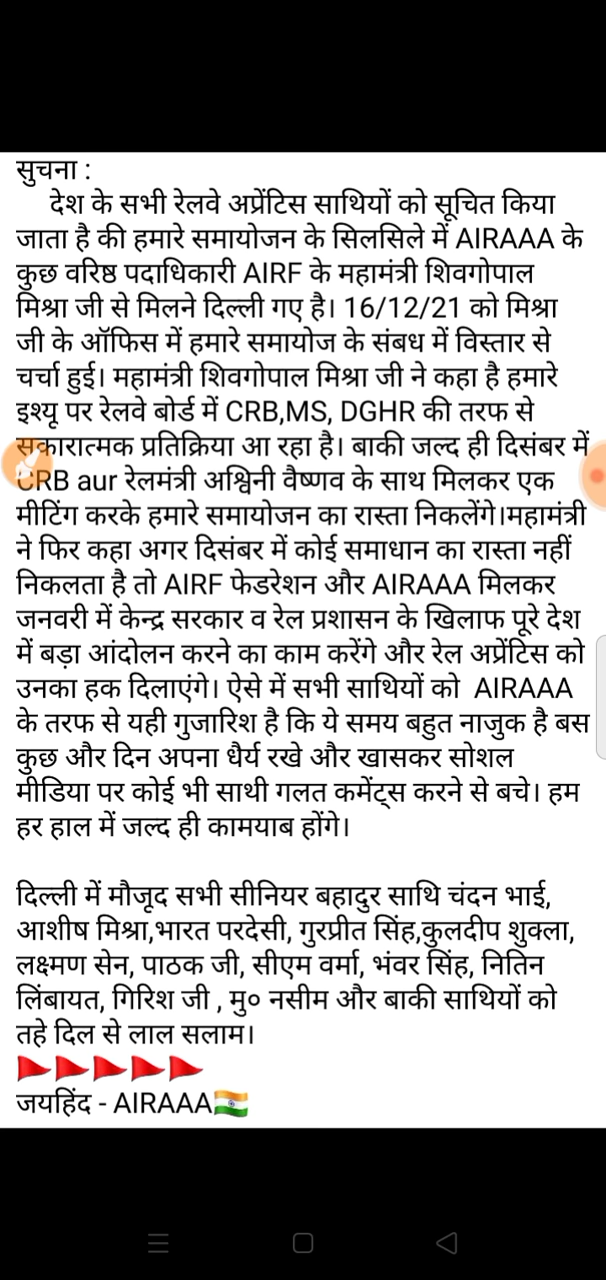 सुचना :
देश के सभी रेलवे अप्रेंटिस साथियों को सूचित किया
जाता है की हमारे समायोजन के सिलसिले में AIRAAA के
कुछ वरिष्ठ पदाधिकारी AIRF के महामंत्री शिवगोपाल
मिश्रा जी से मिलने दिल्ली गए है। 16/12/21 को मिश्रा
जी के ऑफिस में हमारे समायोज के संबध में विस्तार से
चर्चा हुई। महामंत्री शिवगोपाल मिश्रा जी ने कहा है हमारे
इश्यू पर रेलवे बोर्ड में CRB,MS, DGHR की तरफ से
सकारात्मक प्रतिक्रिया आ रहा है। बाकी जल्द ही दिसंबर में
CRB aur रेलमंत्री अश्विनी वैष्णव के साथ मिलकर एक
मीटिंग करके हमारे समायोजन का रास्ता निकलेंगे।महामंत्री
ने फिर कहा अगर दिसंबर में कोई समाधान का रास्ता नहीं
निकलता है तो AIRF फेडरेशन और AIRAAA मिलकर
जनवरी में केन्द्र सरकार व रेल प्रशासन के खिलाफ पूरे देश
में बड़ा आंदोलन करने का काम करेंगे और रेल अप्रेंटिस को
उनका हक दिलाएंगे। ऐसे में सभी साथियों को AIRAAA
के तरफ से यही गुजारिश है कि ये समय बहुत नाजुक है बस
कुछ और दिन अपना धैर्य रखे और खासकर सोशल
मीडिया पर कोई भी साथी गलत कमेंट्स करने से बचे। हम
हर हाल में जल्द ही कामयाब होंगे।
दिल्ली में मौजूद सभी सीनियर बहादुर साथि चंदन भाई,
आशीष मिश्रा,भारत परदेसी, गुरप्रीत सिंह,कुलदीप शुक्ला,
लक्ष्मण सेन, पाठक जी, सीएम वर्मा, भंवर सिंह, नितिन
लिंबायत, गिरिश जी , मु० नसीम और बाकी साथियों को
तहे दिल से लाल सलाम।
🚩🚩🚩🚩🚩
जयहिंद - AIRAAA🇮🇳